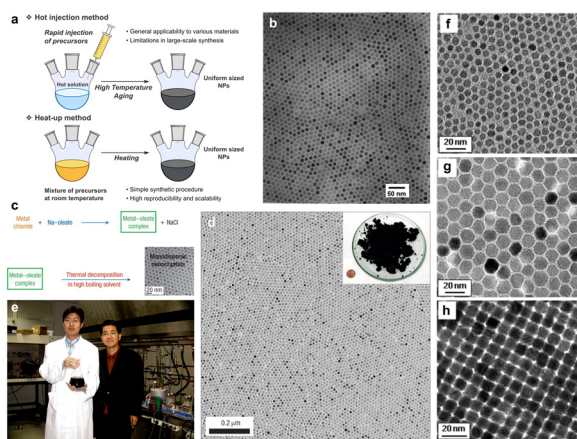 a
❖ Hot injection method
Rapid injection
of precursors
• General applicability to various materials
• Limitations in large-scale synthesis
Hot solution
High Temperature
Aging
Uniform sized
NPs
❖ Heat-up method
Heating
Uniform sized
NPs
Mixture of precursors
at room temperature
• Simple synthetic procedure
• High reproducibility and scalability
b
50 nm
c
Metal
chloride
+ Na–oleate
Metal–oleate
complex
+ NaCl
Metal–oleate
complex
Thermal decomposition
in high boiling solvent
Monodisperse
nanocrystals
20 nm
d
0.2 μm
e
f
20 nm
g
20 nm
h
20nm